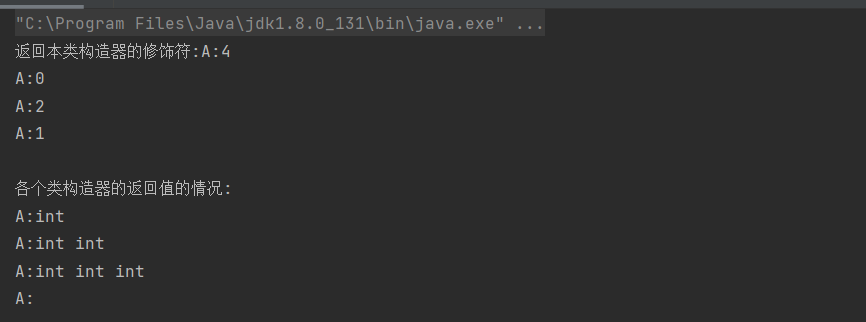 "C:\Program Files\Java\jdk1.8.0_131\bin\java.exe" ...
返回本类构造器的修饰符:A:4
A:0
A:2
A:1
各个类构造器的返回值的情况:
A:int
A:int int
A:int int int
A: